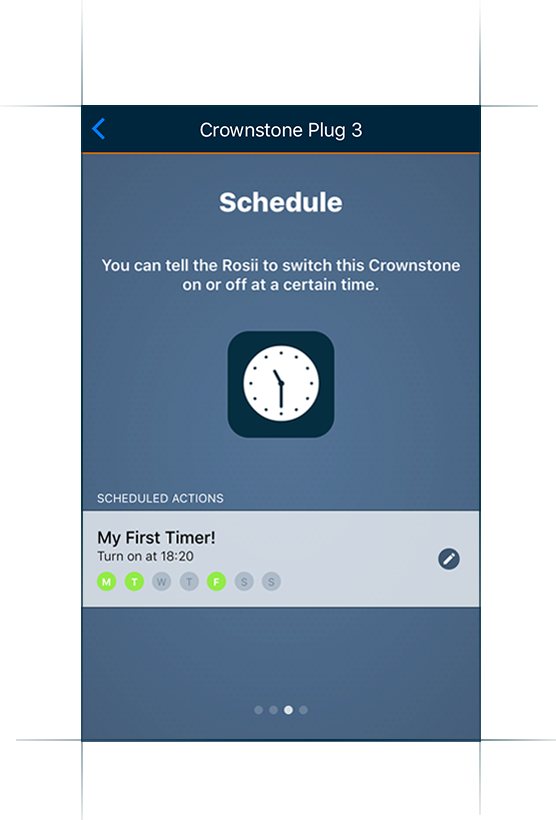 Crownstone Plug 3
Schedule
You can tell the Rosii to switch this Crownstone
on or off at a certain time.
SCHEDULED ACTIONS
My First Timer!
Turn on at 18:20
M T W T F S S